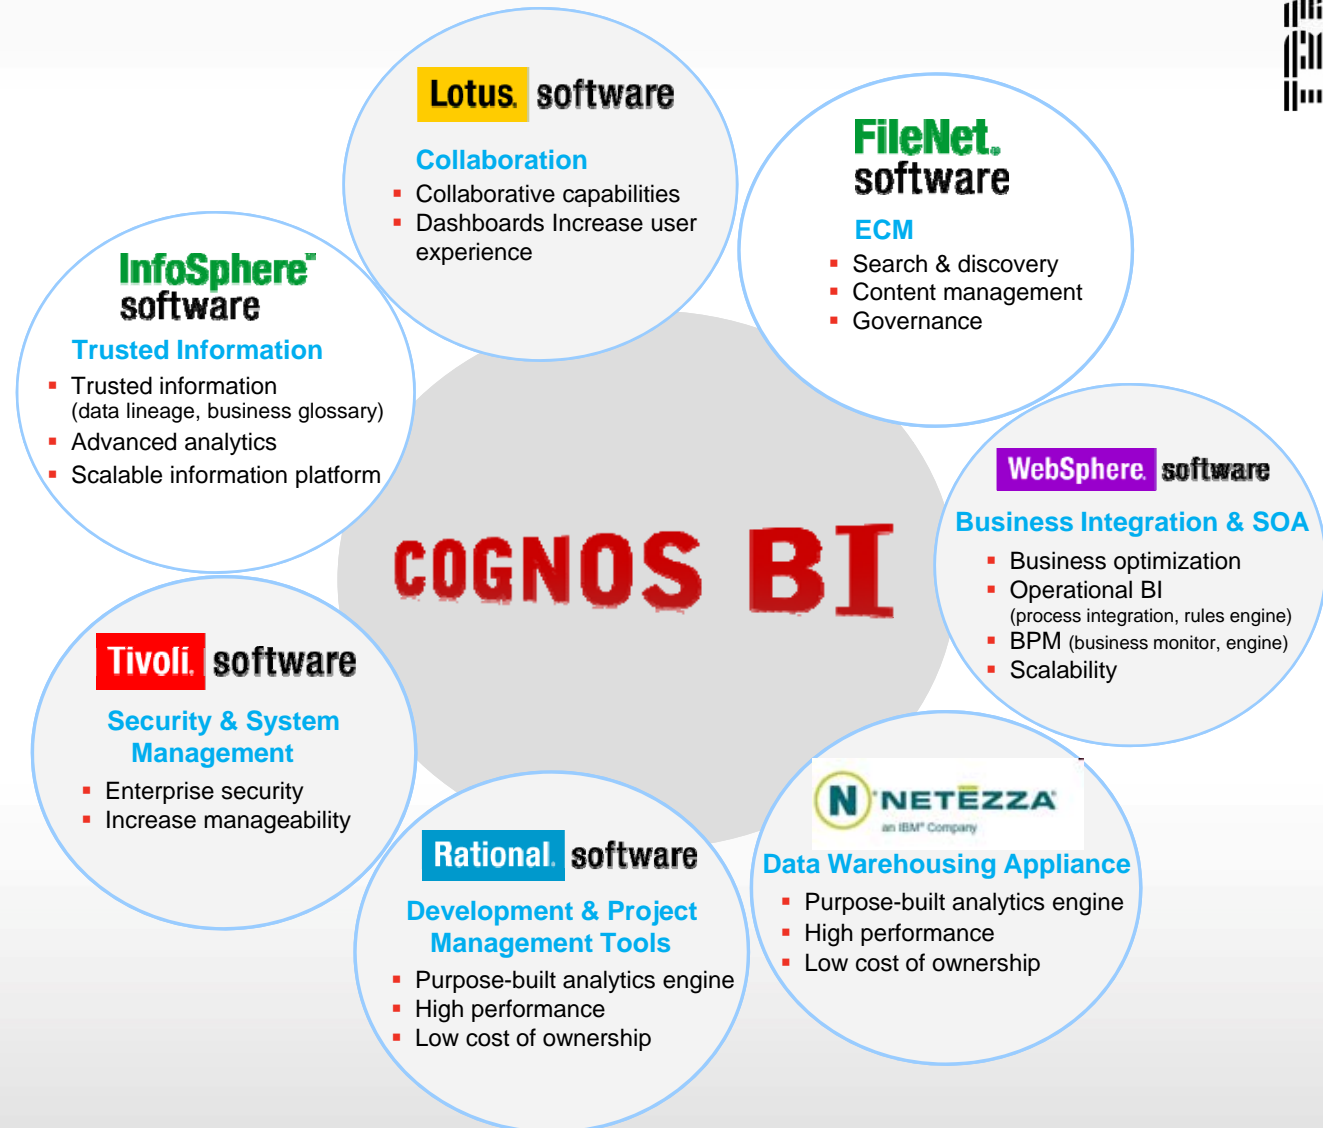 Lotus. software
Collaboration
Collaborative capabilities
Dashboards Increase user
experience
FileNet.
software
ECM
Search & discovery
Content management
Governance
InfoSphere™
software
Trusted Information
Trusted information
(data lineage, business glossary)
Advanced analytics
Scalable information platform
WebSphere. software
Business Integration & SOA
Business optimization
Operational BI
(process integration, rules engine)
BPM (business monitor, engine)
Scalability
COGNOS BI
Tivoli. software
Security & System
Management
Enterprise security
Increase manageability
N NETEZZA
an IBM® Company
Data Warehousing Appliance
Purpose-built analytics engine
High performance
Low cost of ownership
Rational. software
Development & Project
Management Tools
Purpose-built analytics engine
High performance
Low cost of ownership